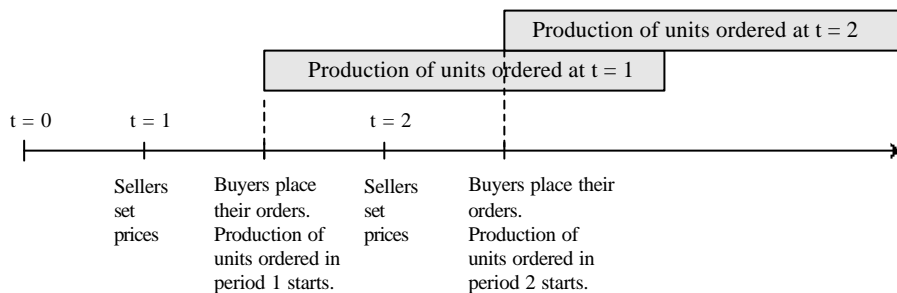 Production of units ordered at t = 2
Production of units ordered at t = 1
t = 0
t = 1
t = 2
Sellers
set
prices
Buyers place
their orders.
Production of
units ordered in
period 1 starts.
Sellers
set
prices
Buyers place their
orders.
Production of
units ordered in
period 2 starts.